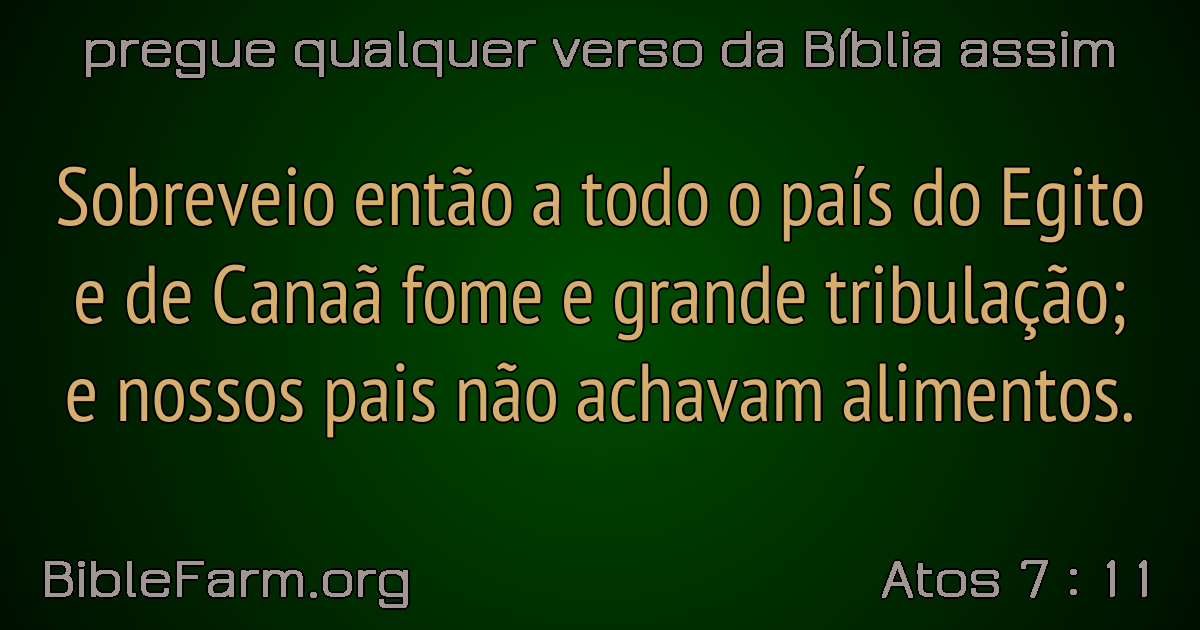 pregue qualquer verso da Bíblia assim
Sobreveio então a todo o país do Egito
e de Canaã fome e grande tribulação;
e nossos pais não achavam alimentos.
BibleFarm.org
Atos 7 : 11